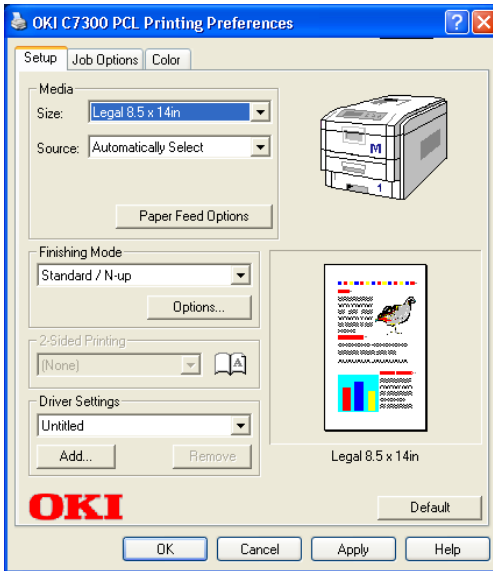 OKI C7300 PCL Printing Preferences
Setup Job Options Color
Media
Size: Legal 8.5 x 14in
Source: Automatically Select
Paper Feed Options
M
1
Finishing Mode
Standard / N-up
Options...
2-Sided Printing
(None)
A
Driver Settings
Untitled
Add... Remove
Legal 8.5 x 14in
OKI
Default
OK Cancel Apply Help